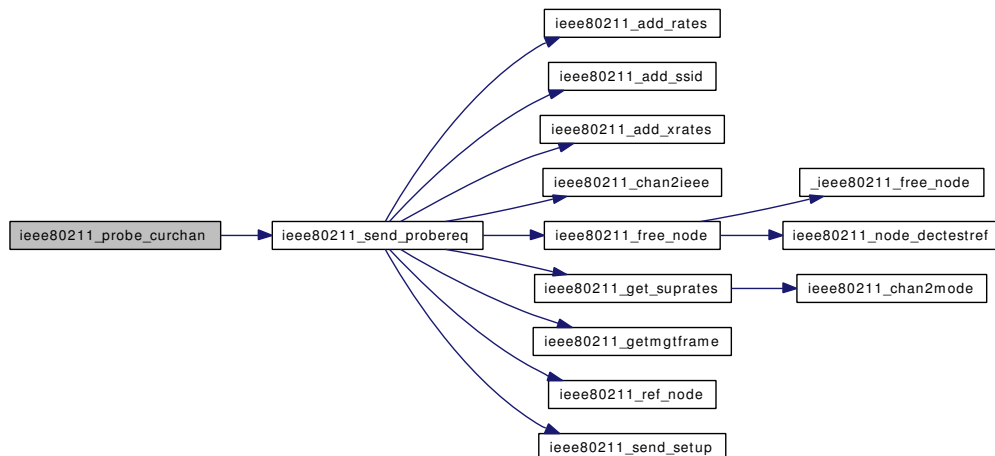 ieee80211_probe_curchan
ieee80211_send_probereq
ieee80211_add_rates
ieee80211_add_ssid
ieee80211_add_xrates
ieee80211_chan2ieee
ieee80211_free_node
ieee80211_get_suprates
ieee80211_getmgtframe
ieee80211_ref_node
ieee80211_send_setup
_ieee80211_free_node
ieee80211_node_dectestref
ieee80211_chan2mode